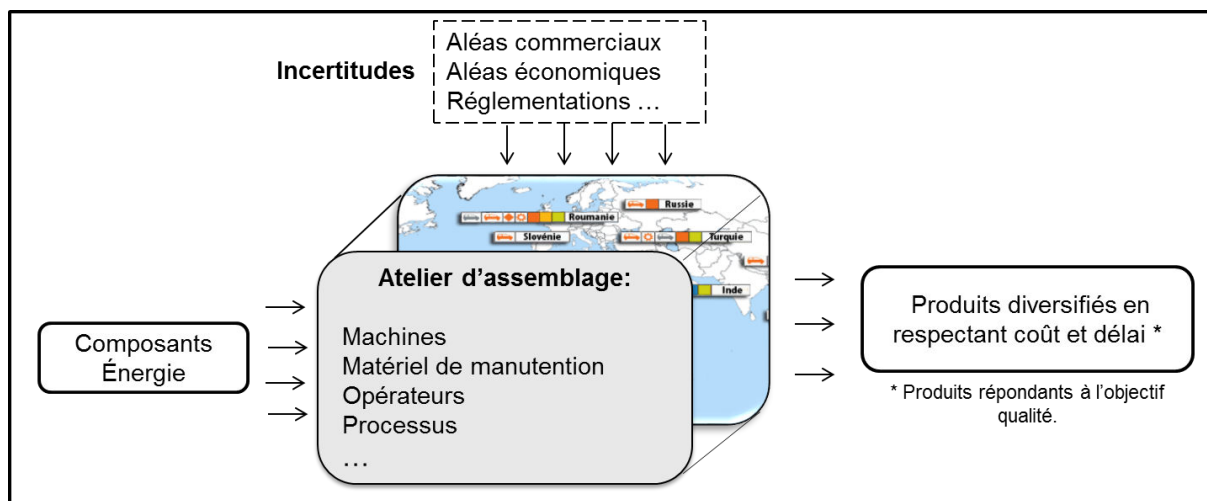 Incertitudes
Aléas commerciaux
Aléas économiques
Réglementations …
Russie
Roumanie
Slovénie
Turquie
Inde
Atelier d’assemblage:
Machines
Matériel de manutention
Opérateurs
Processus
…
Composants
Énergie
Produits diversifiés en
respectant coût et délai *
* Produits répondants à l’objectif
qualité.